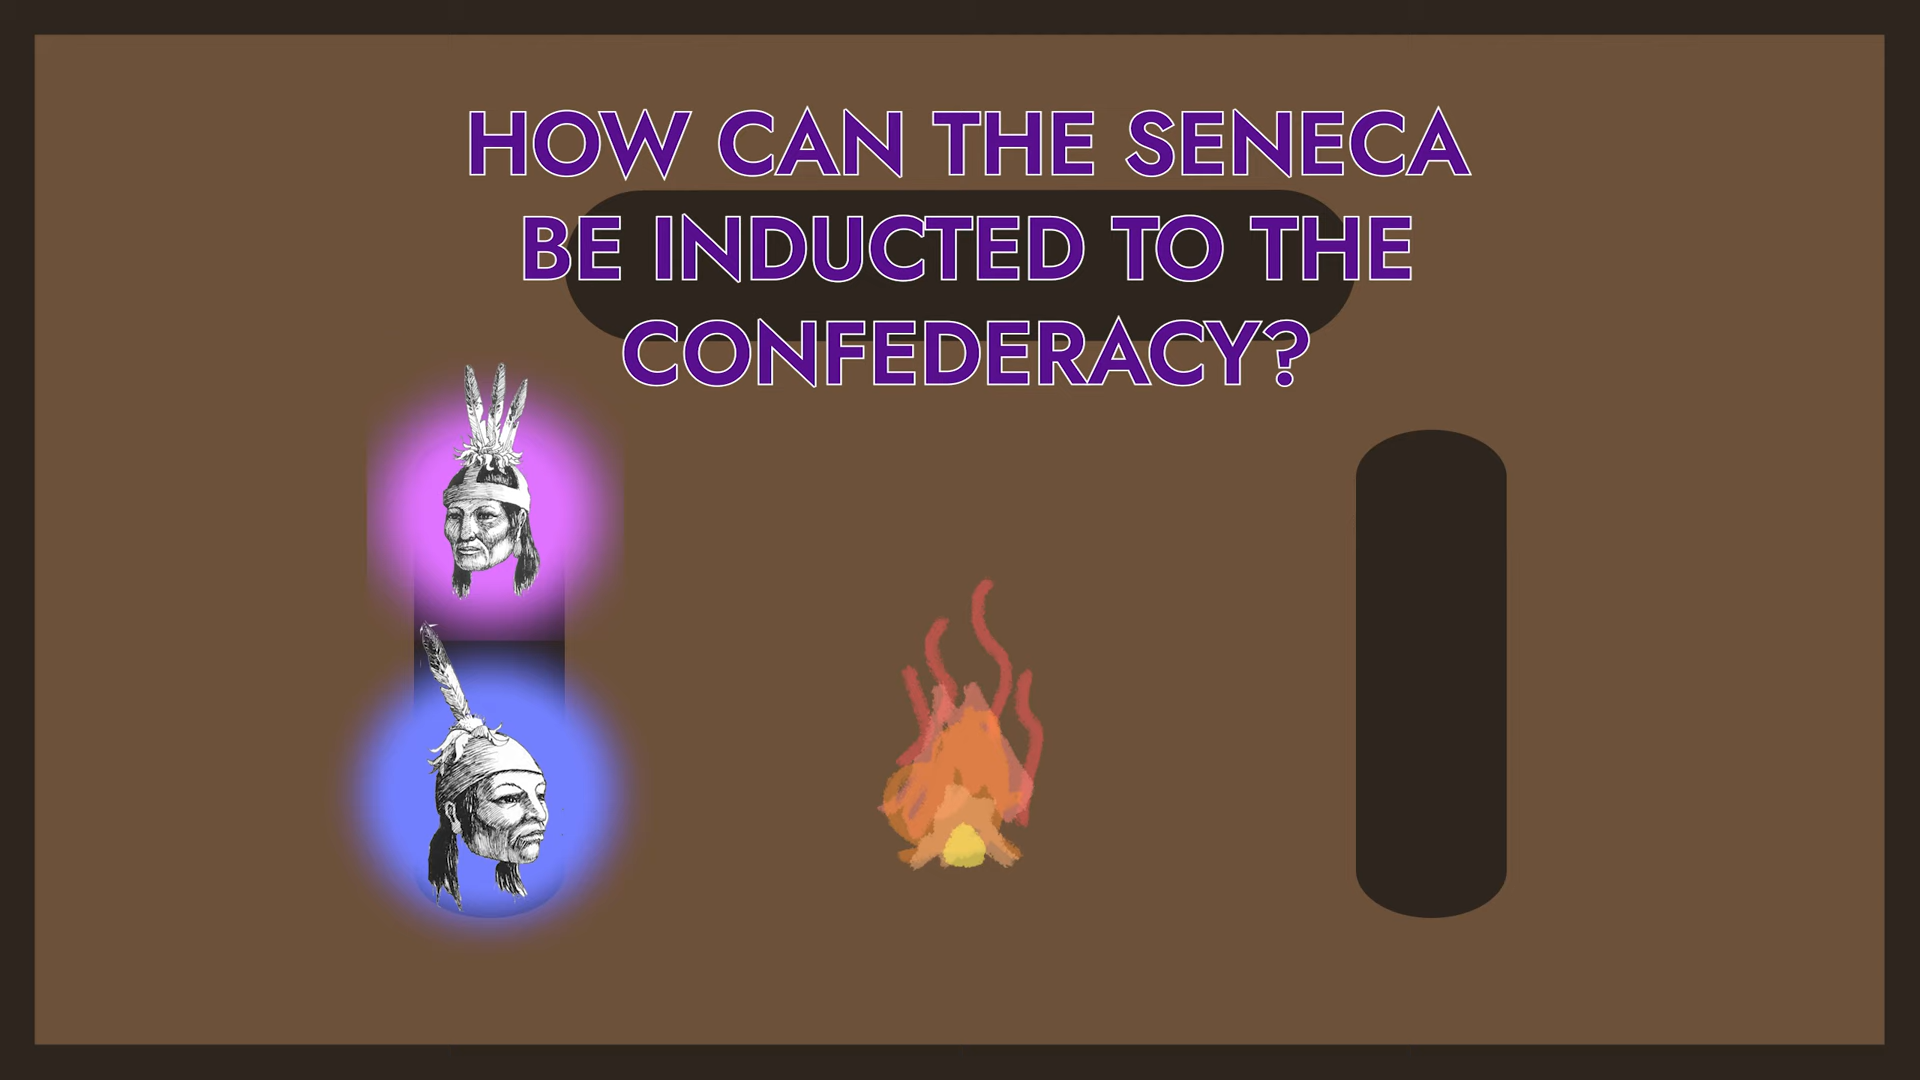 HOW CAN THE SENECA
BE INDUCTED TO THE
CONFEDERACY?